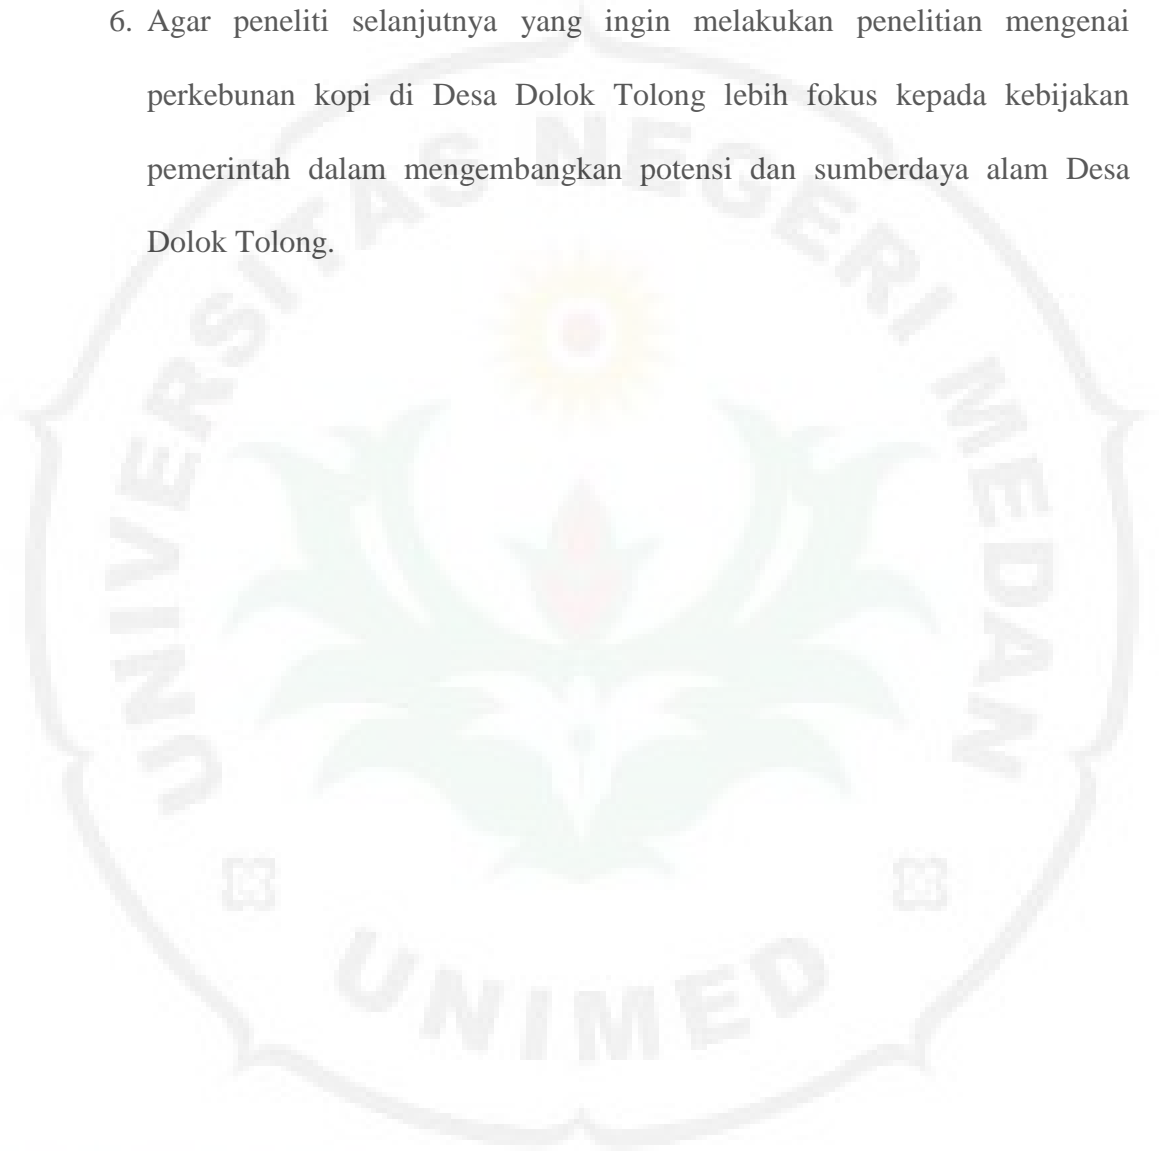 6. Agar peneliti selanjutnya yang ingin melakukan penelitian mengenai
perkebunan kopi di Desa Dolok Tolong lebih fokus kepada kebijakan
pemerintah dalam mengembangkan potensi dan sumberdaya alam Desa
Dolok Tolong.
UNIVERSITAS NEGERI MEDAN
UNIMED